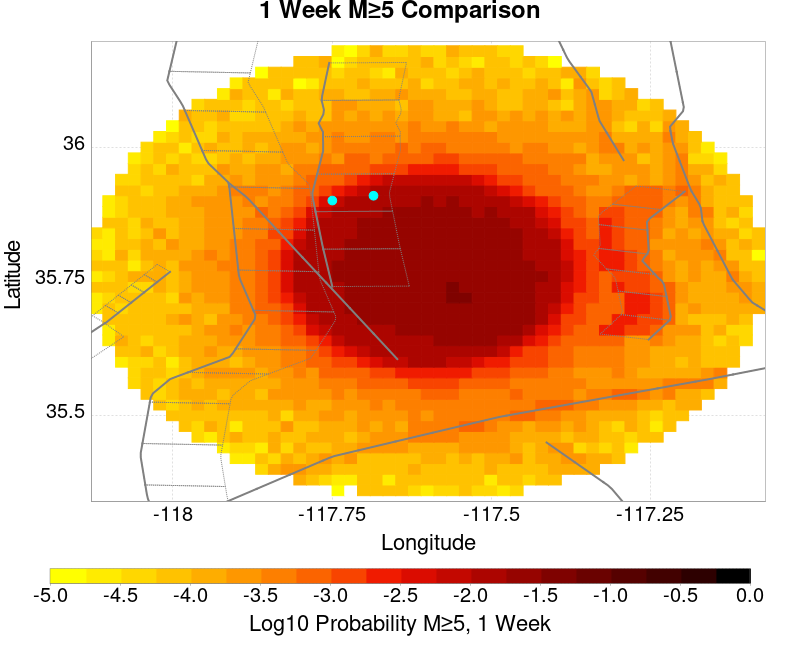 1 Week M≥5 Comparison
Latitude
36
35.75
35.5
-118 -117.75 -117.5 -117.25
Longitude
-5.0 -4.5 -4.0 -3.5 -3.0 -2.5 -2.0 -1.5 -1.0 -0.5 0.0
Log10 Probability M≥5, 1 Week